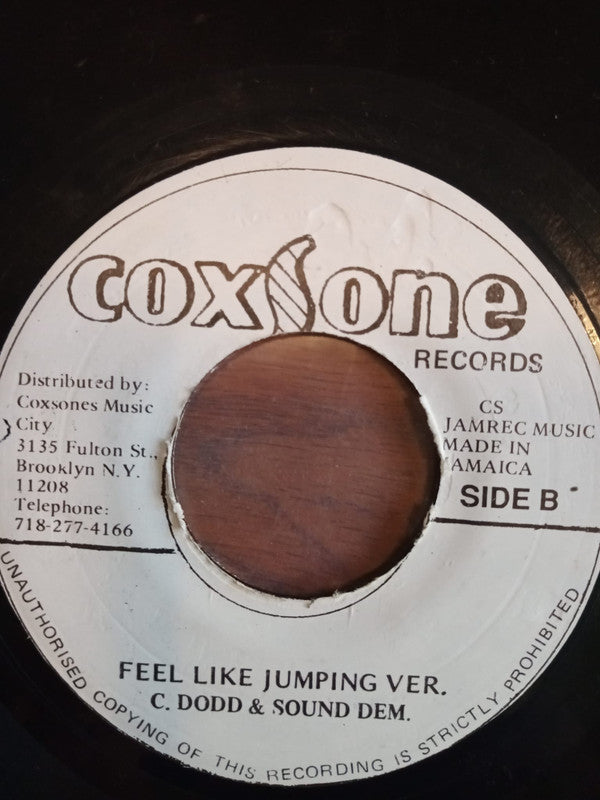 coxsone
RECORDS
Distributed by:
Coxsones Music
City
3135 Fulton St.,
Brooklyn N.Y.
11208
Telephone:
718-277-4166
CS
JAMREC MUSIC
MADE IN
AMAICA
SIDE B
FEEL LIKE JUMPING VER.
C. DODD & SOUND DEM.
UNAUTHORISED COPYING OF THIS RECORDING IS STRICTLY PROHIBITED